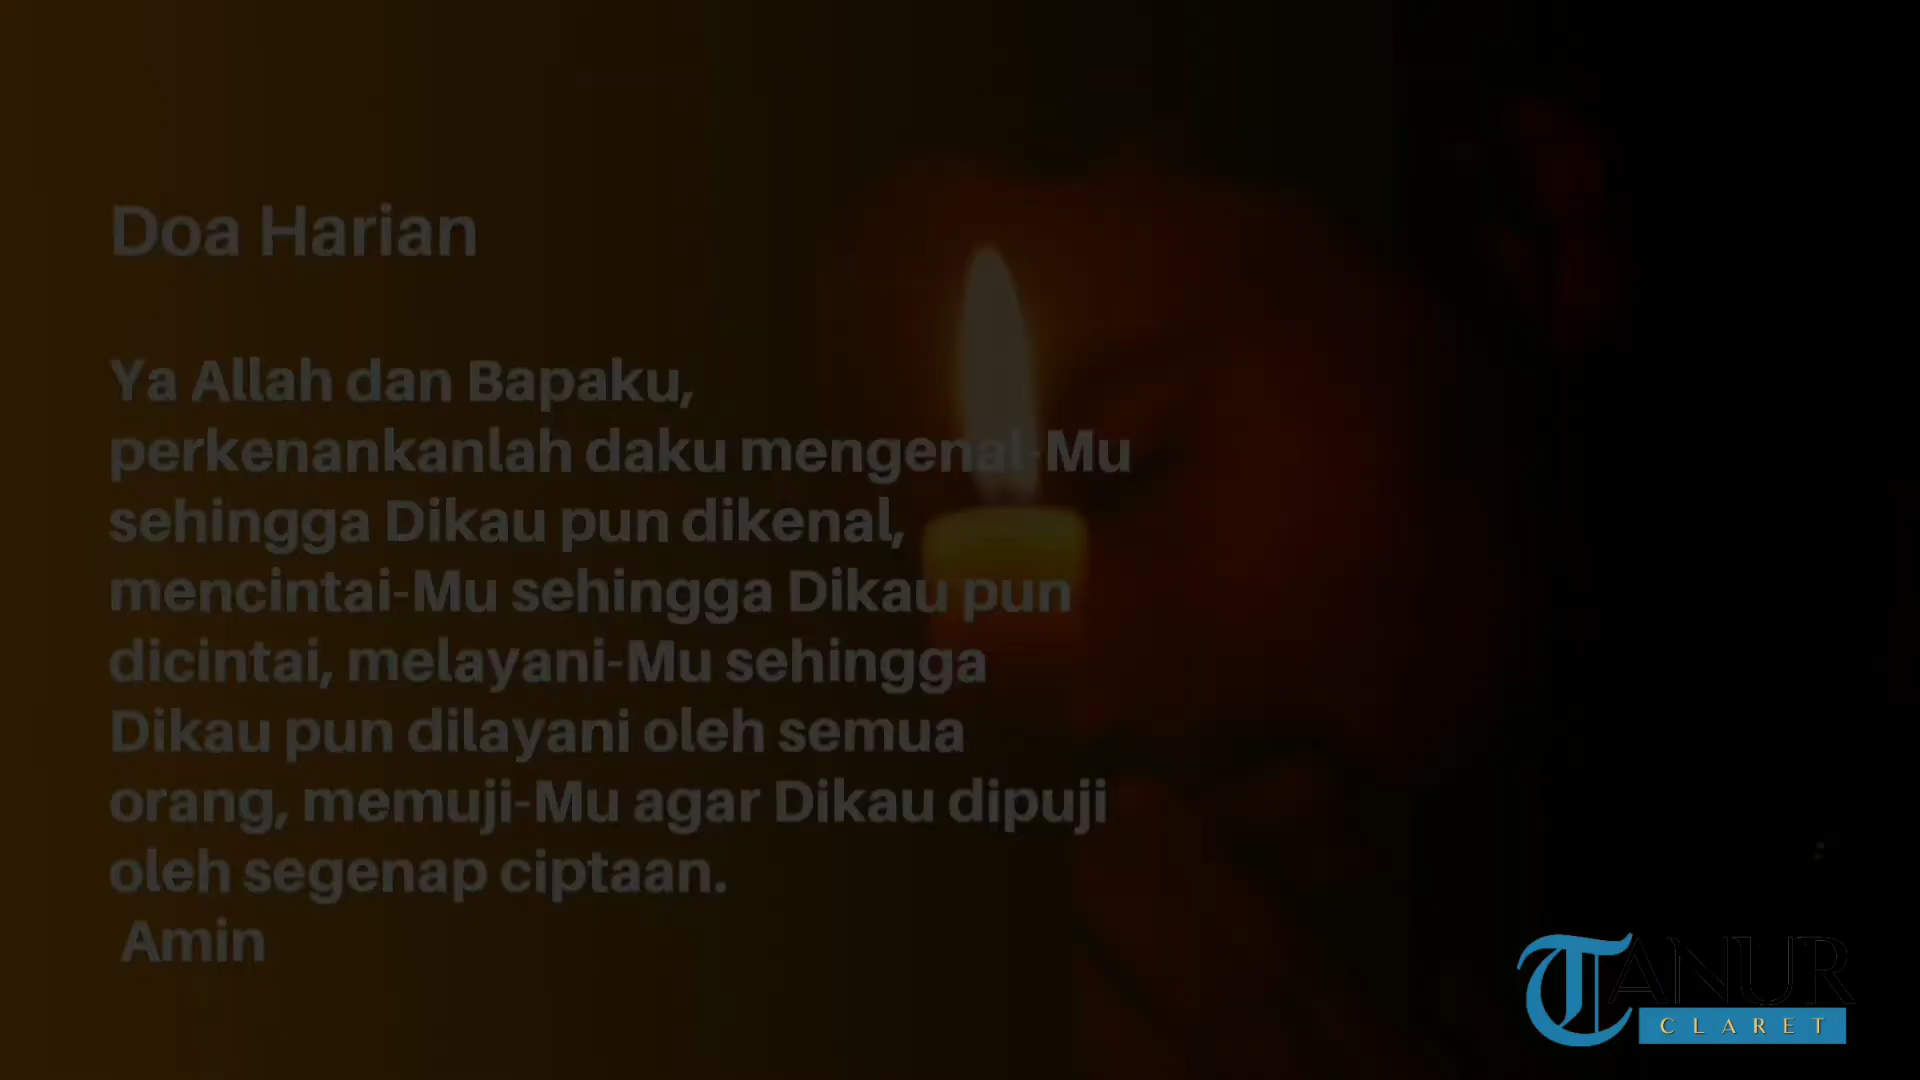 Doa Harian
Ya Allah dan Bapaku,
perkenankanlah daku mengenal-Mu
sehingga Dikau pun dikenal,
mencintai-Mu sehingga Dikau pun
dicintai, melayani-Mu sehingga
Dikau pun dilayani oleh semua
orang, memuji-Mu agar Dikau dipuji
oleh segenap ciptaan.
Amin
TANUR
CLARET